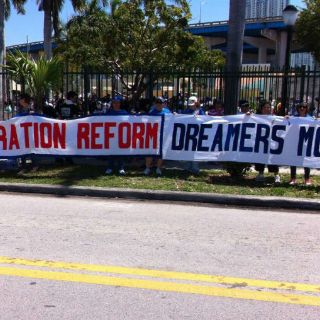 RATION REFORM DREAMERS MO